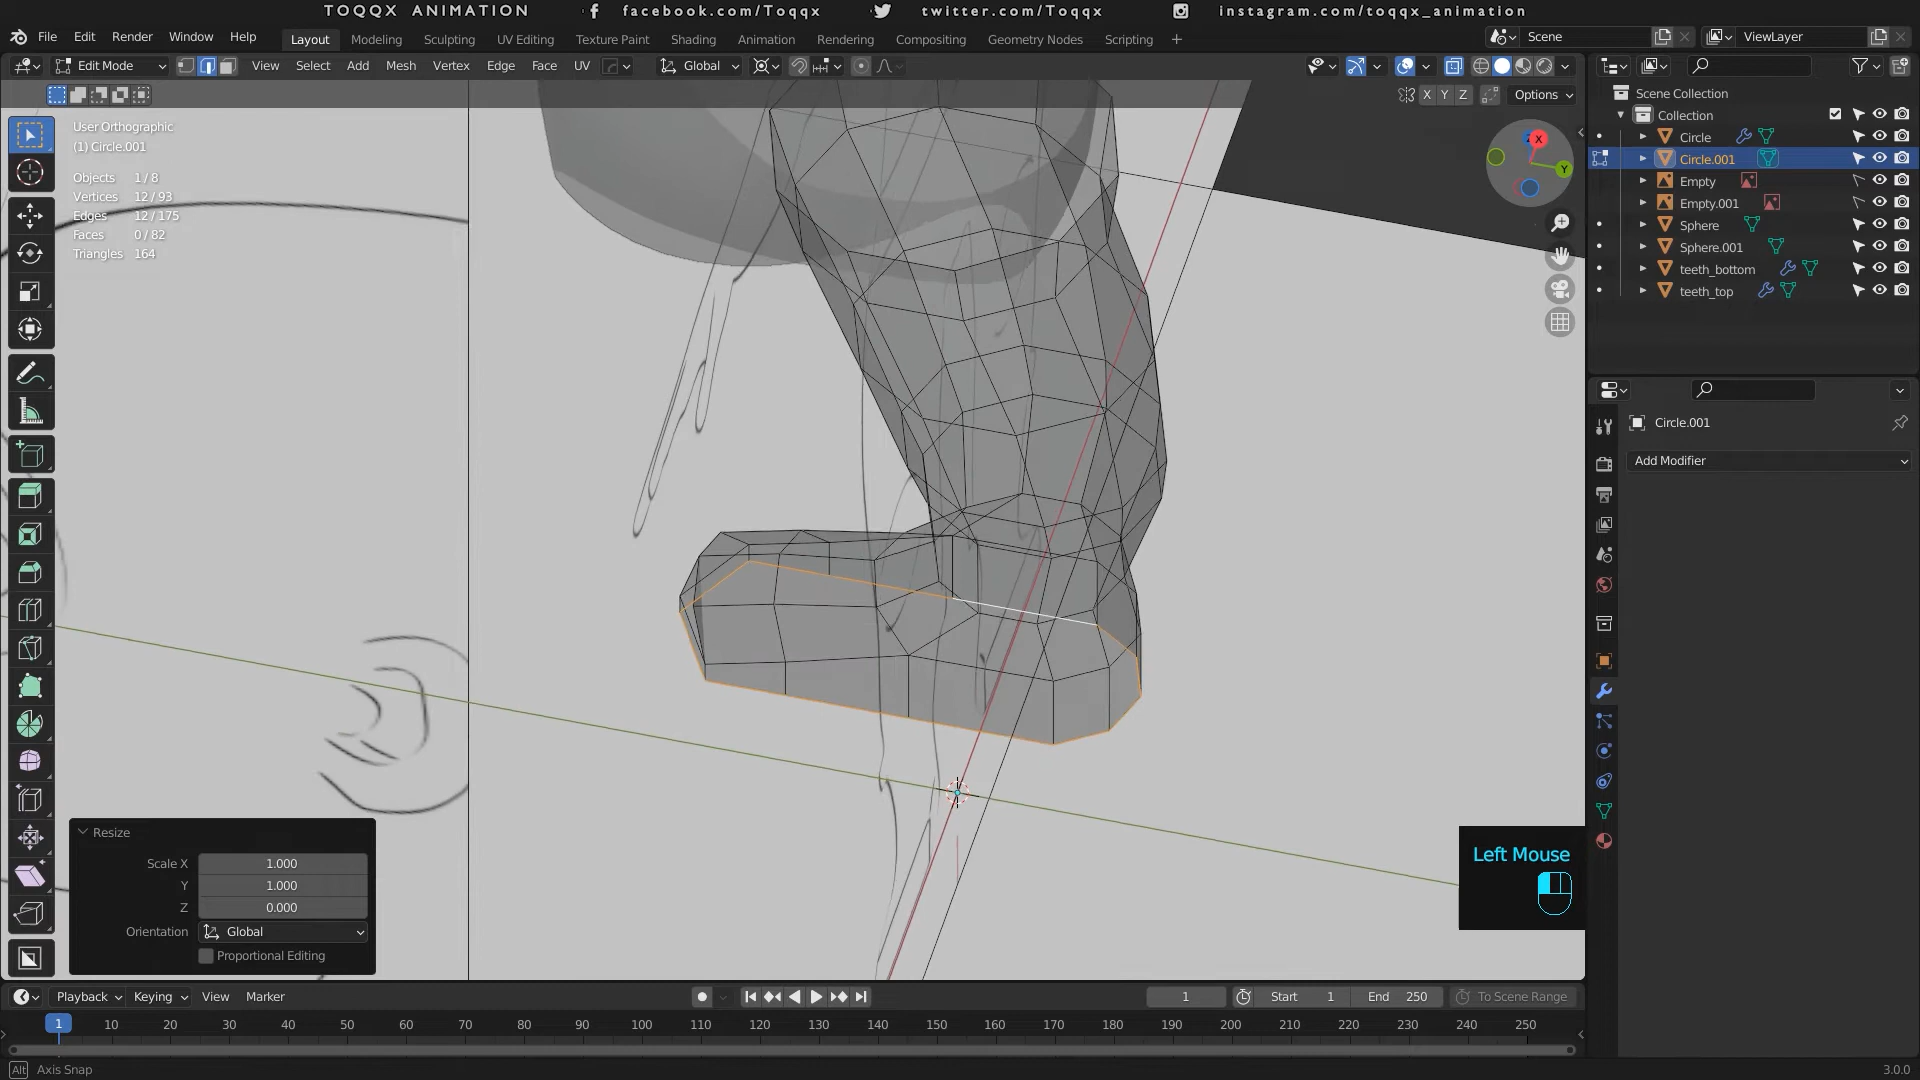 TOQQX ANIMATION facebook.com/Toqqx twitter.com/Toqqx instagram.com/toqqx_animation
File Edit Render Window Help Layout Modeling Sculpting UV Editing Texture Paint Shading Animation Rendering Compositing Geometry Nodes Scripting + Scene ViewLayer
Edit Mode View Select Add Mesh Vertex Edge Face UV Global
X Y Z Options
User Orthographic
(1) Circle.001
Objects 1/8
Vertices 12/93
Edges 12/175
Faces 0/82
Triangles 164
X
Y
Scene Collection
Collection
Circle
Circle.001
Empty
Empty.001
Sphere
Sphere.001
teeth_bottom
teeth_top
Circle.001
Add Modifier
Resize
Scale X 1.000
Y 1.000
Z 0.000
Orientation Global
Proportional Editing
Left Mouse
Playback Keying View Marker 1 Start 1 End 250 To Scene Range
1 10 20 30 40 50 60 70 80 90 100 110 120 130 140 150 160 170 180 190 200 210 220 230 240 250
Alt Axis Snap 3.0.0